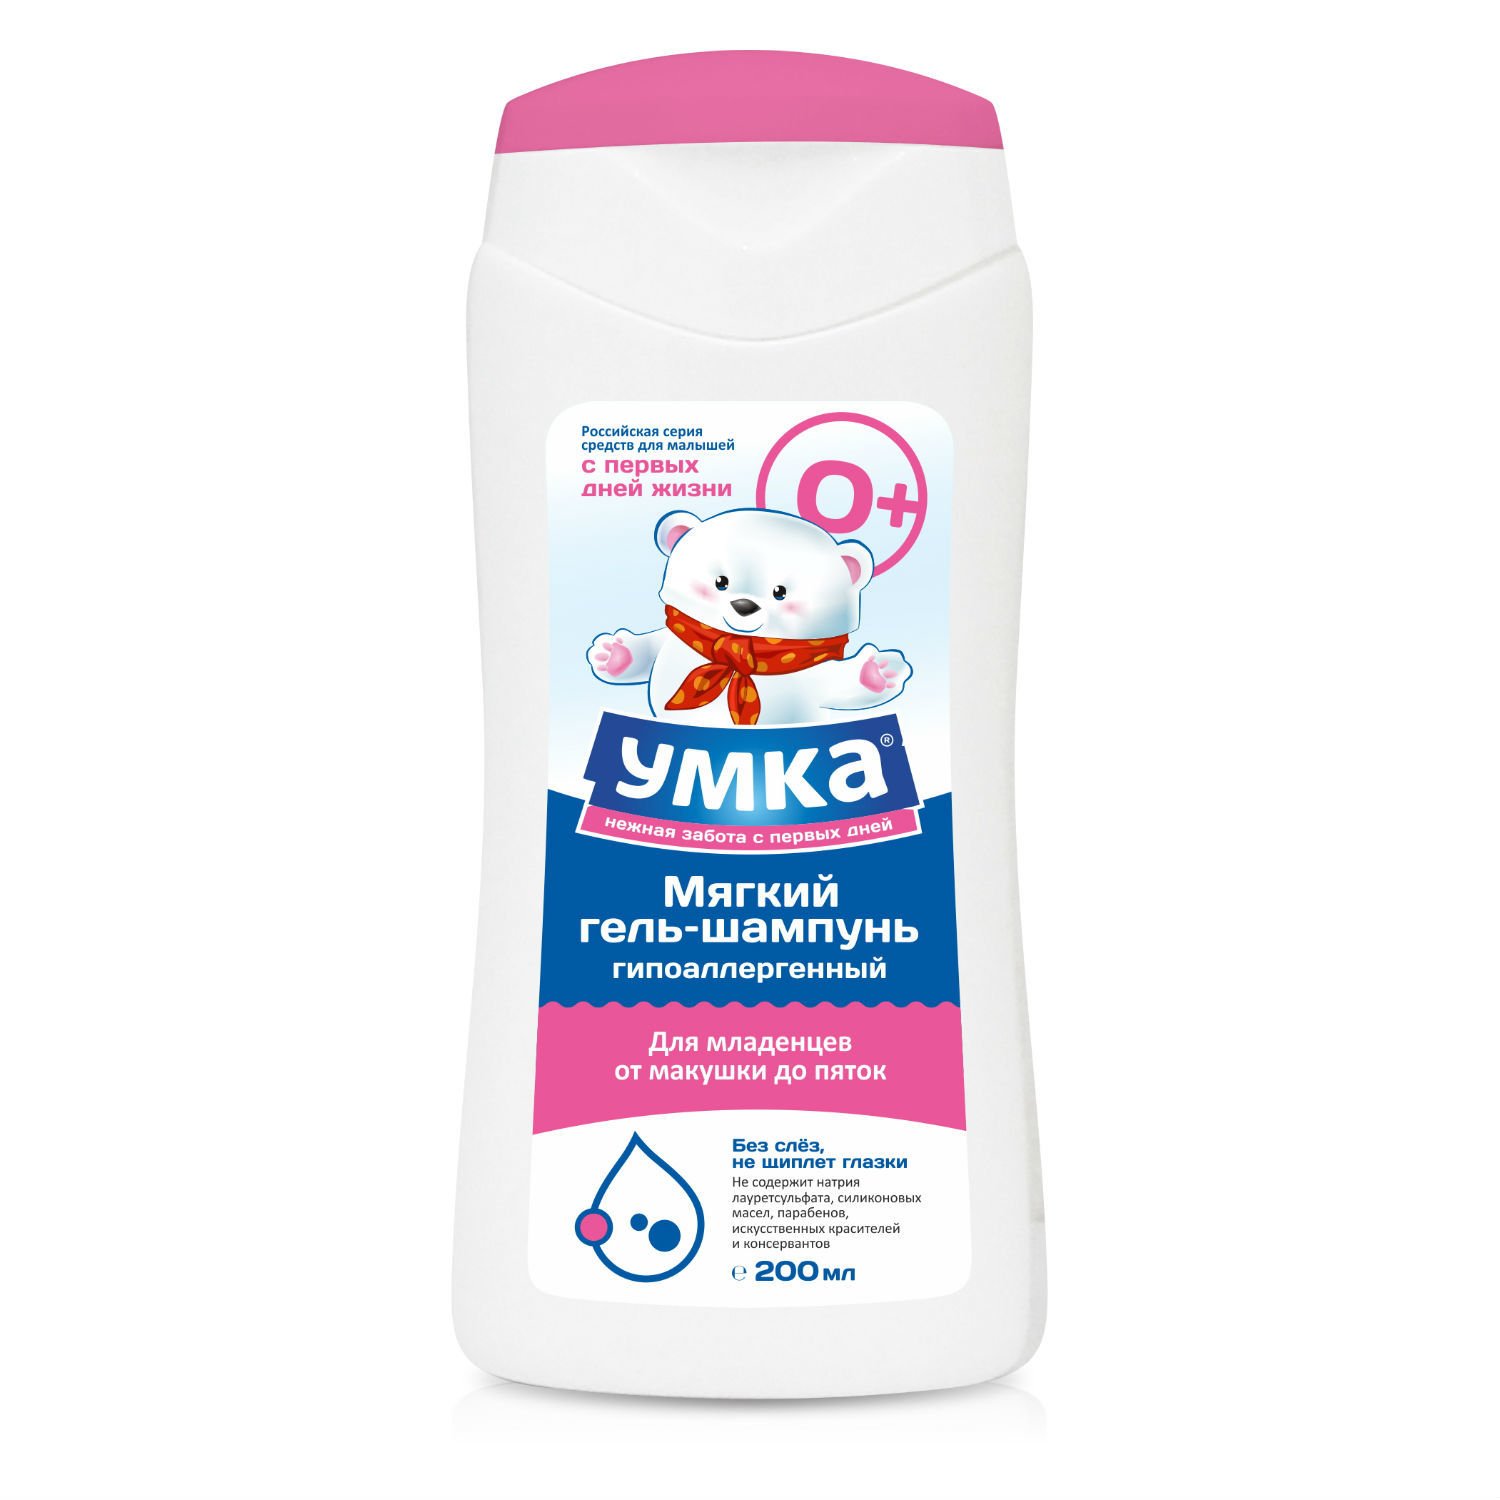 Российская серия
средств для малышей
с первых
дней жизни
0+
умка®
нежная забота с первых дней
Мягкий
гель-шампунь
гипоаллергенный
Для младенцев
от макушки до пяток
Без слёз,
не щиплет глазки
Не содержит натрия
лауретсульфата, силиконовых
масел, парабенов,
искусственных красителей
и консервантов
℮ 200 мл